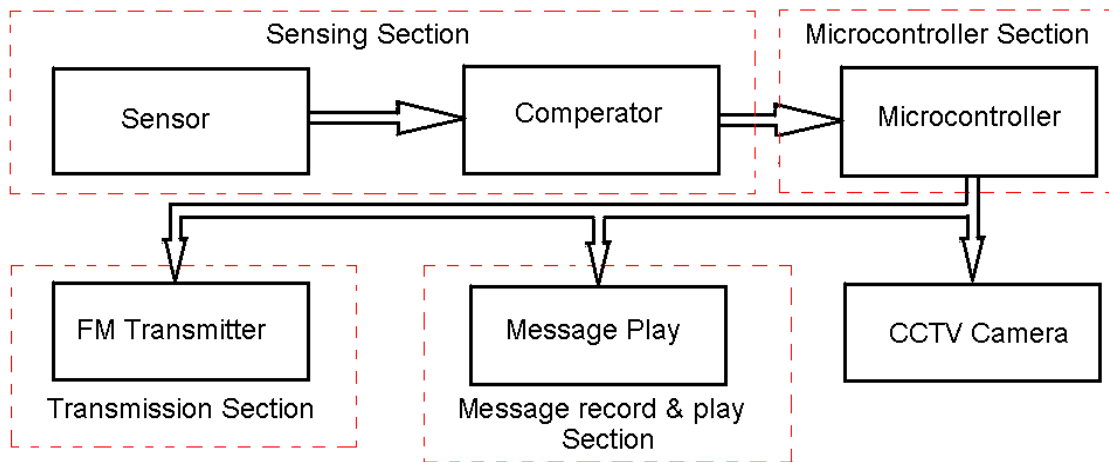 Sensing Section
Microcontroller Section
Sensor
Comperator
Microcontroller
FM Transmitter
Message Play
CCTV Camera
Transmission Section
Message record & play
Section